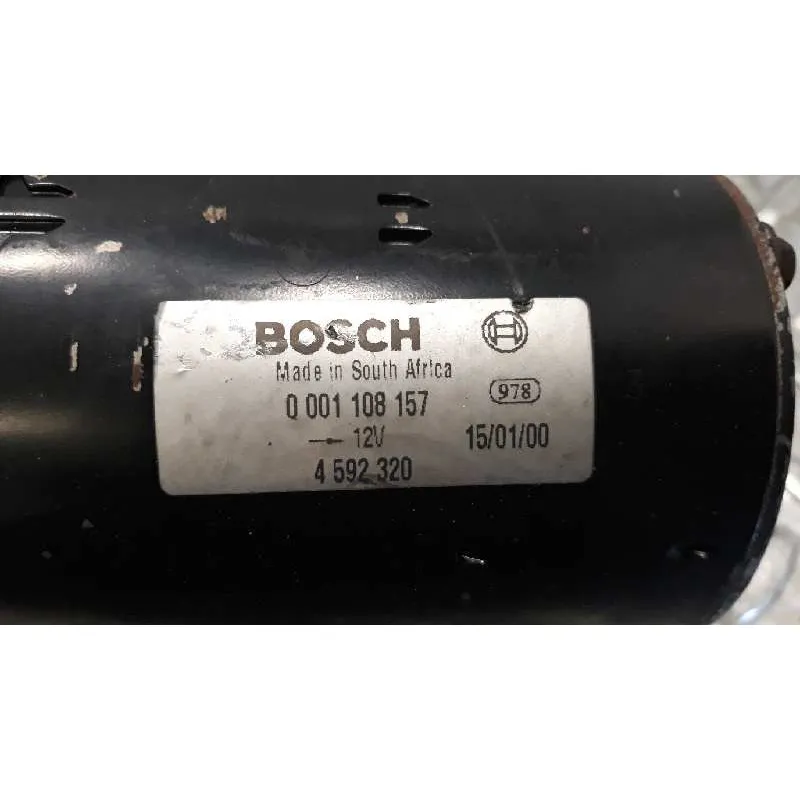 BOSCH
Made in South Africa
0 001 108 157
978
12V
15/01/00
4 592 320